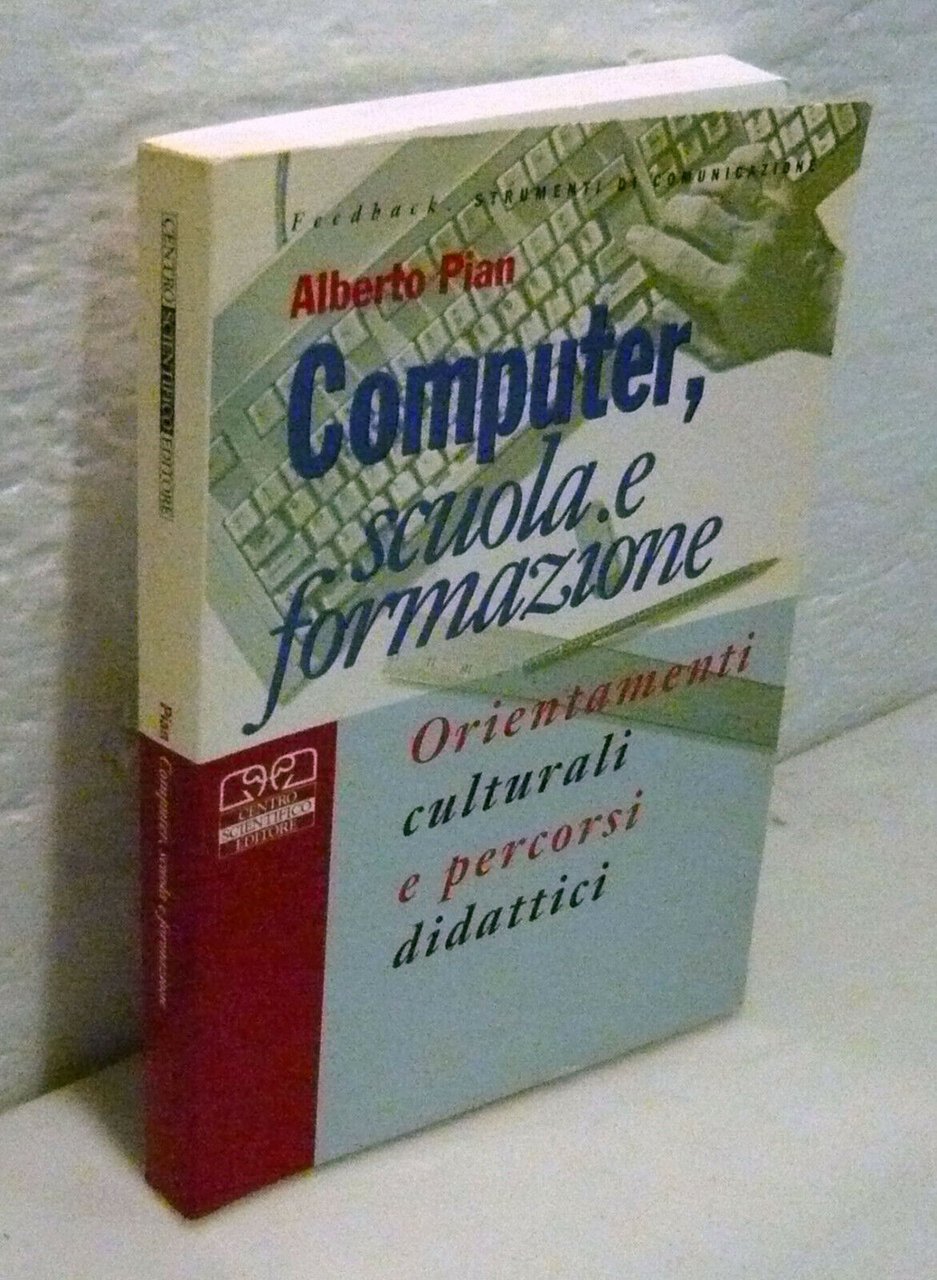 Feedback. STRUMENTI DI COMUNICAZIONE
Alberto Pian
Computer,
scuola e
formazione
Orientamenti
culturali
e percorsi
didattici
CENTRO
SCIENTIFICO
EDITORE
CENTRO SCIENTIFICO EDITORE
Pian Computer, scuola e formazione